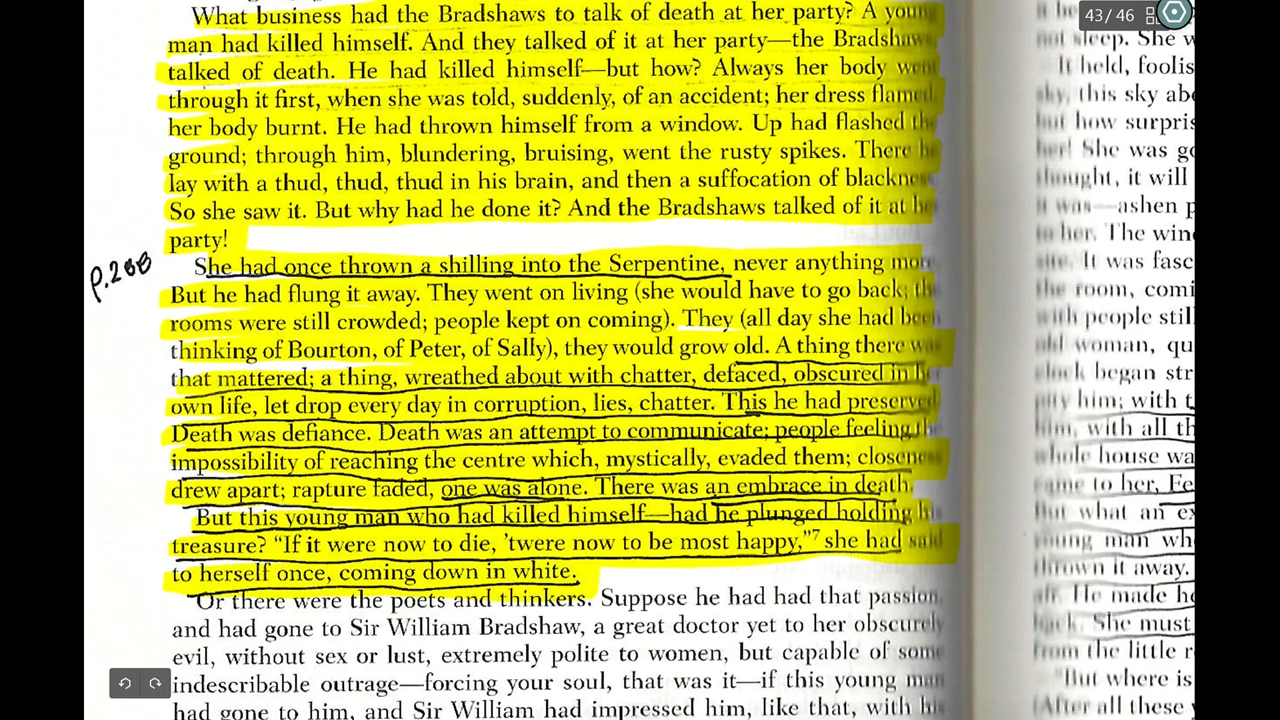 43 / 46
What business had the Bradshaws to talk of death at her party? A young
man had killed himself. And they talked of it at her party—the Bradshaws
talked of death. He had killed himself—but how? Always her body went
through it first, when she was told, suddenly, of an accident; her dress flamed,
her body burnt. He had thrown himself from a window. Up had flashed the
ground; through him, blundering, bruising, went the rusty spikes. There he
lay with a thud, thud, thud in his brain, and then a suffocation of blackness.
So she saw it. But why had he done it? And the Bradshaws talked of it at her
party!
p.288
She had once thrown a shilling into the Serpentine, never anything more.
But he had flung it away. They went on living (she would have to go back; the
rooms were still crowded; people kept on coming). They (all day she had been
thinking of Bourton, of Peter, of Sally), they would grow old. A thing there was
that mattered; a thing, wreathed about with chatter, defaced, obscured in her
own life, let drop every day in corruption, lies, chatter. This he had preserved.
Death was defiance. Death was an attempt to communicate; people feeling the
impossibility of reaching the centre which, mystically, evaded them; closeness
drew apart; rapture faded, one was alone. There was an embrace in death.
But this young man who had killed himself—had he plunged holding his
treasure? "If it were now to die, 'twere now to be most happy,"7 she had said
to herself once, coming down in white.
Or there were the poets and thinkers. Suppose he had had that passion,
and had gone to Sir William Bradshaw, a great doctor yet to her obscurely
evil, without sex or lust, extremely polite to women, but capable of some
indescribable outrage—forcing your soul, that was it—if this young man
had gone to him, and Sir William had impressed him, like that, with his
not sleep. She w
It held, foolis
sky, this sky abo
but how surpris
her! She was go
thought, it will
it was—ashen p
to her. The win
site. It was fasc
the room, comi
with people still
old woman, qu
clock began str
pity him; with t
him, with all th
whole house wa
came to her, Fe
But what an ex
young man wh
thrown it away.
air. He made he
back. She must
from the little r
"But where is
(After all these y